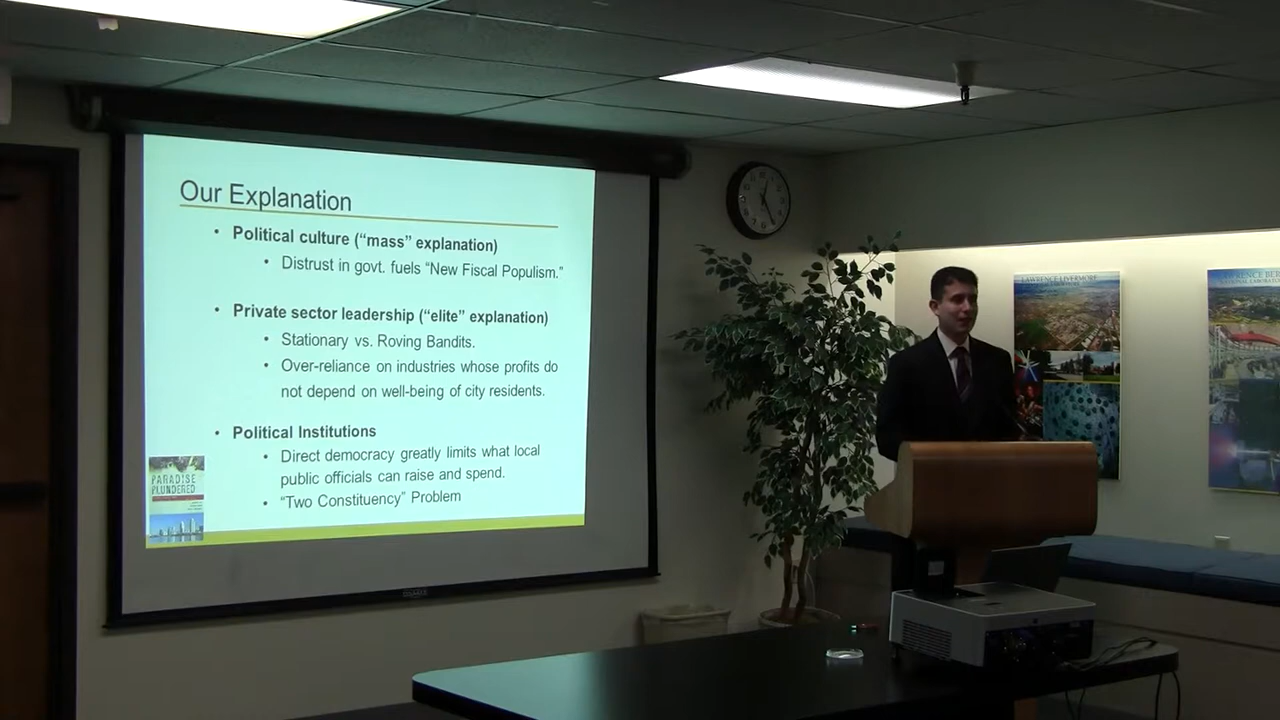 Our Explanation
• Political culture (“mass” explanation)
• Distrust in govt. fuels “New Fiscal Populism.”
• Private sector leadership (“elite” explanation)
• Stationary vs. Roving Bandits.
• Over-reliance on industries whose profits do
not depend on well-being of city residents.
• Political Institutions
• Direct democracy greatly limits what local
public officials can raise and spend.
• “Two Constituency” Problem
PARADISE
PLUNDERED
LAWRENCE LIVERMORE